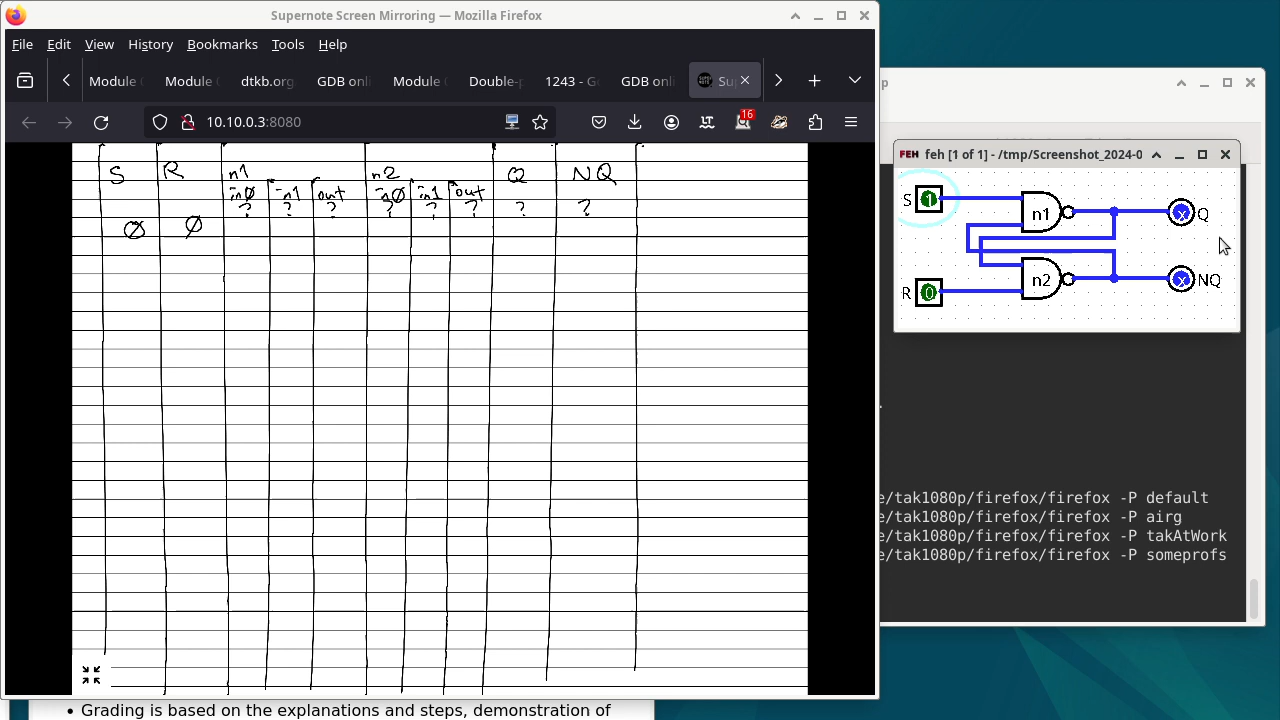 Supernote Screen Mirroring — Mozilla Firefox
File Edit View History Bookmarks Tools Help
Module Module dtkb.org GDB onl Module Double-p 1243 - G GDB onl Su
10.10.0.3:8080
16
S R n1 n2 Q NQ
in0 in1 out in0 in1 out
? ? ? ? ? ? ? ?
0 0
p
FEH feh [1 of 1] - /tmp/Screenshot_2024-0
S 1 n1 x Q
R 0 n2 x NQ
e/tak1080p/firefox/firefox -P default
e/tak1080p/firefox/firefox -P airg
e/tak1080p/firefox/firefox -P takAtWork
e/tak1080p/firefox/firefox -P someprofs
• Grading is based on the explanations and steps, demonstration of